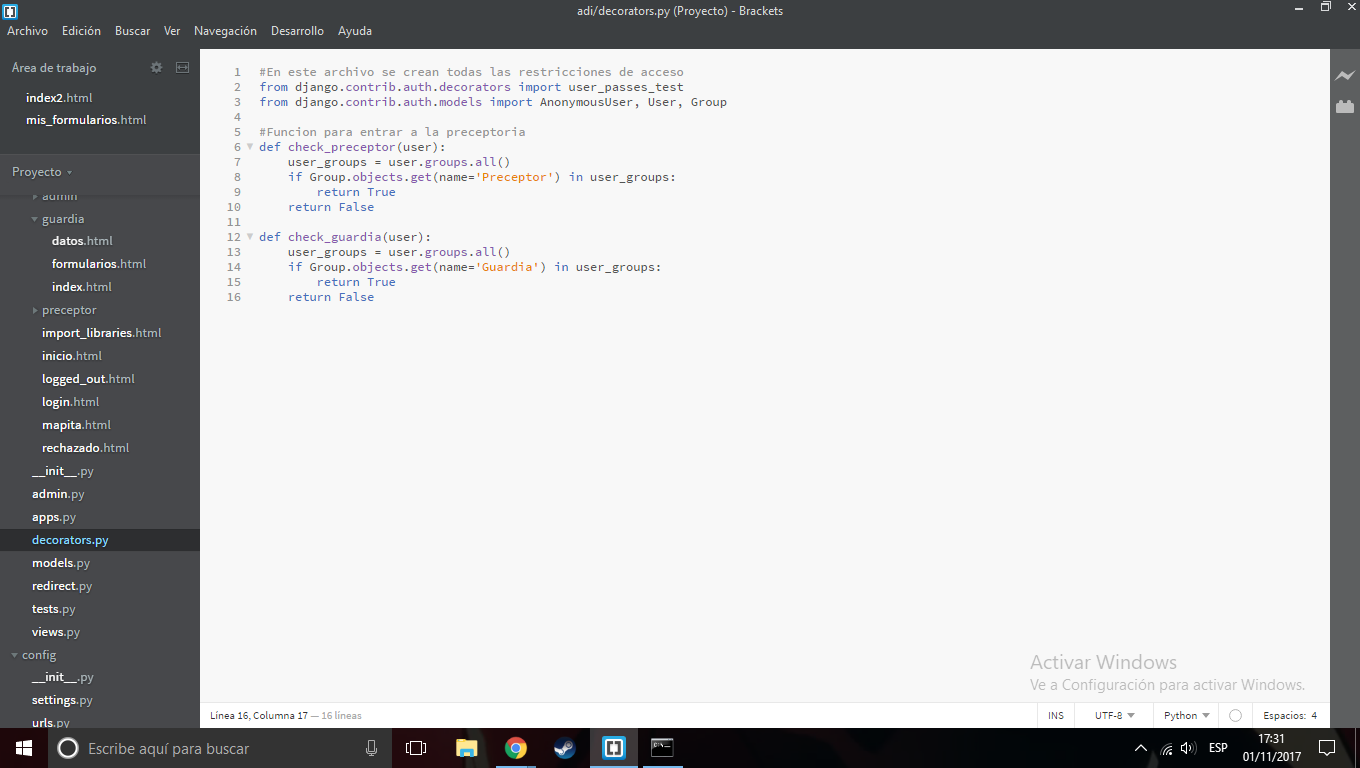 adi/decorators.py (Proyecto) - Brackets
Archivo Edición Buscar Ver Navegación Desarrollo Ayuda
Área de trabajo
index2.html
mis_formularios.html
Proyecto
admin
guardia
datos.html
formularios.html
index.html
preceptor
import_libraries.html
inicio.html
logged_out.html
login.html
mapita.html
rechazado.html
__init__.py
admin.py
apps.py
decorators.py
models.py
redirect.py
tests.py
views.py
config
__init__.py
settings.py
urls.py
1 #En este archivo se crean todas las restricciones de acceso
2 from django.contrib.auth.decorators import user_passes_test
3 from django.contrib.auth.models import AnonymousUser, User, Group
4
5 #Funcion para entrar a la preceptoria
6 def check_preceptor(user):
7     user_groups = user.groups.all()
8     if Group.objects.get(name='Preceptor') in user_groups:
9         return True
10     return False
11
12 def check_guardia(user):
13     user_groups = user.groups.all()
14     if Group.objects.get(name='Guardia') in user_groups:
15         return True
16     return False
Activar Windows
Ve a Configuración para activar Windows.
Línea 16, Columna 17 — 16 líneas INS UTF-8 Python Espacios: 4
Escribe aquí para buscar ESP 17:31
01/11/2017